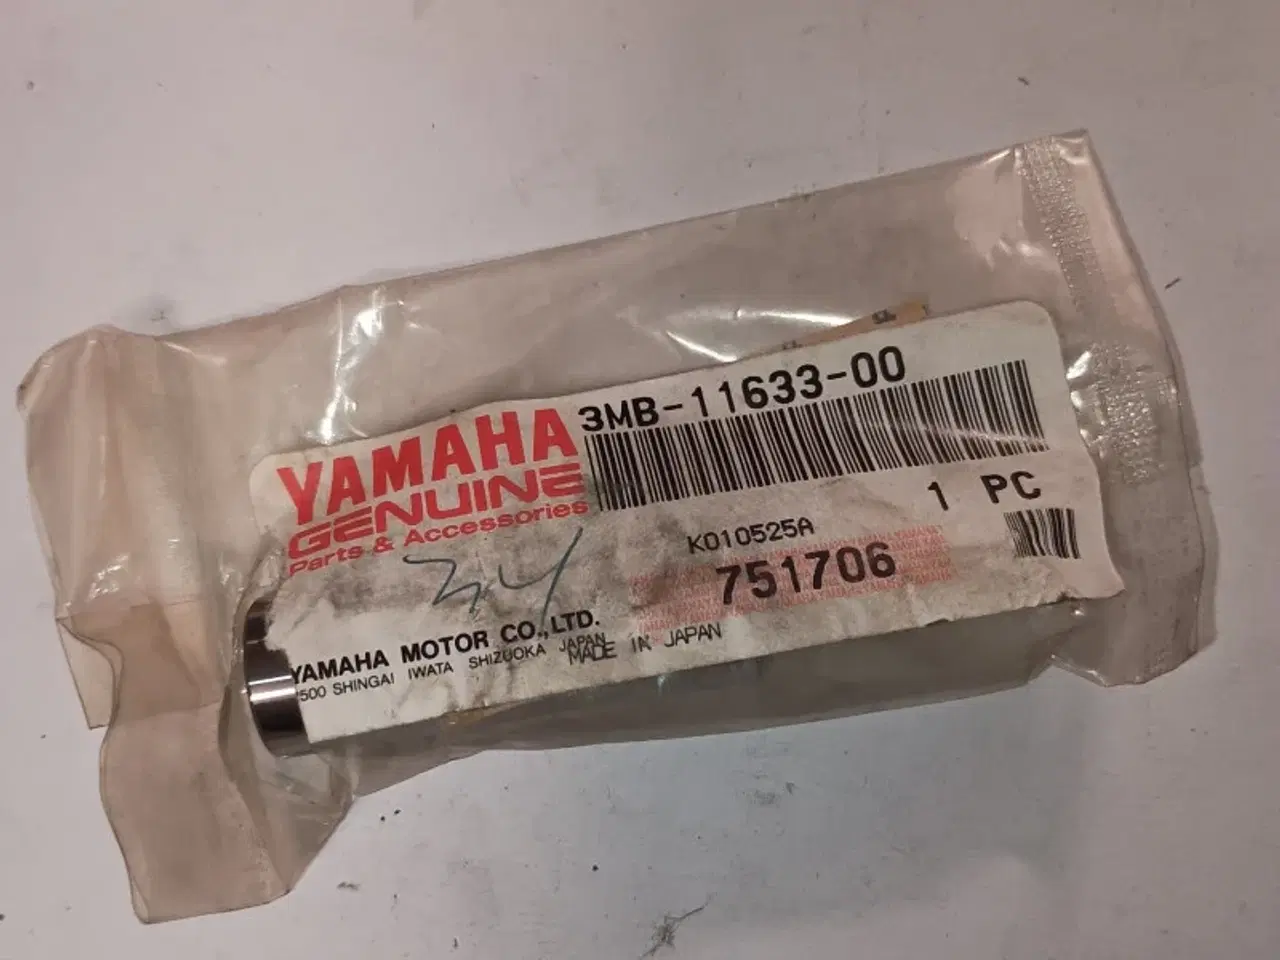 3MB-11633-00
YAMAHA
GENUINE
Parts & Accessories
1 PC
K010525A
751706
YAMAHA MOTOR CO., LTD.
2500 SHINGAI IWATA SHIZUOKA JAPAN
MADE IN JAPAN